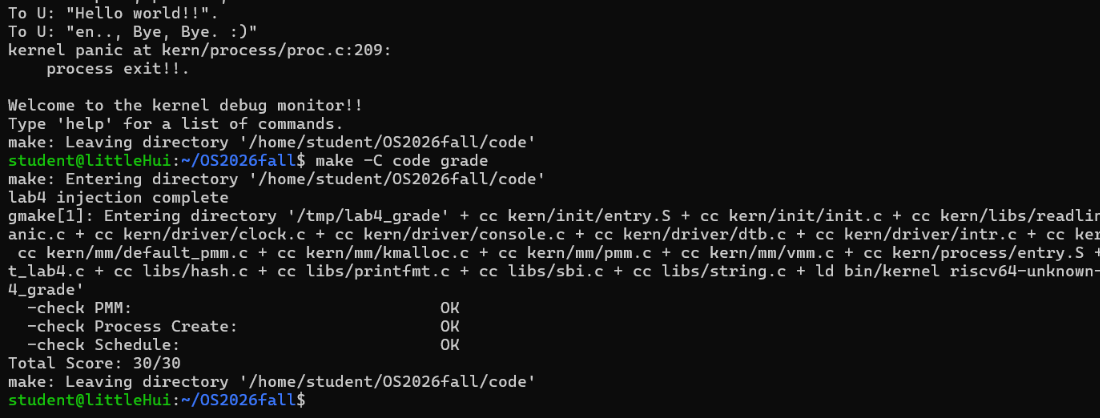 To U: "Hello world!!".
To U: "en.., Bye, Bye. :)"
kernel panic at kern/process/proc.c:209:
    process exit!!.
Welcome to the kernel debug monitor!!
Type 'help' for a list of commands.
make: Leaving directory '/home/student/OS2026fall/code'
student@littleHui:~/OS2026fall$ make -C code grade
make: Entering directory '/home/student/OS2026fall/code'
lab4 injection complete
gmake[1]: Entering directory '/tmp/lab4_grade' + cc kern/init/entry.S + cc kern/init/init.c + cc kern/libs/readlin
anic.c + cc kern/driver/clock.c + cc kern/driver/console.c + cc kern/driver/dtb.c + cc kern/driver/intr.c + cc ker
 cc kern/mm/default_pmm.c + cc kern/mm/kmalloc.c + cc kern/mm/pmm.c + cc kern/mm/vmm.c + cc kern/process/entry.S +
t_lab4.c + cc libs/hash.c + cc libs/printfmt.c + cc libs/sbi.c + cc libs/string.c + ld bin/kernel riscv64-unknown-
4_grade'
  -check PMM:                                OK
  -check Process Create:                     OK
  -check Schedule:                           OK
Total Score: 30/30
make: Leaving directory '/home/student/OS2026fall/code'
student@littleHui:~/OS2026fall$